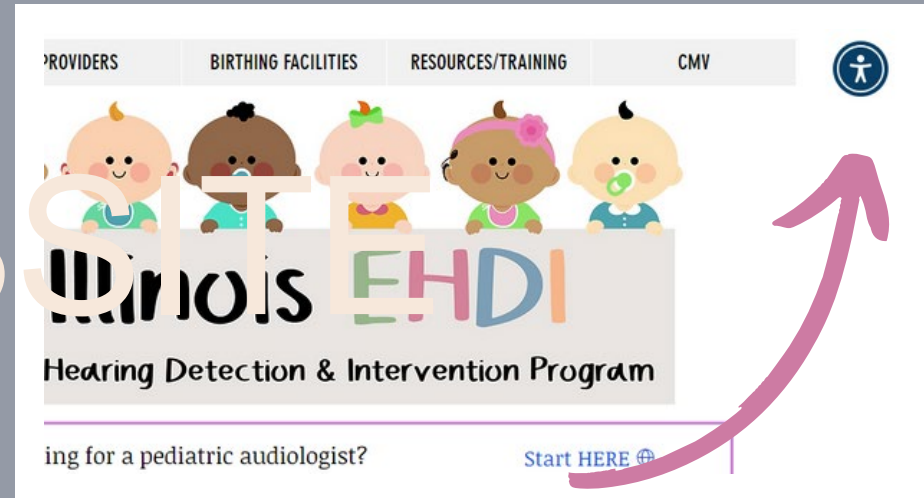 PROVIDERS BIRTHING FACILITIES RESOURCES/TRAINING CMV
SITE
Illinois EHDI
Hearing Detection & Intervention Program
ing for a pediatric audiologist? Start HERE